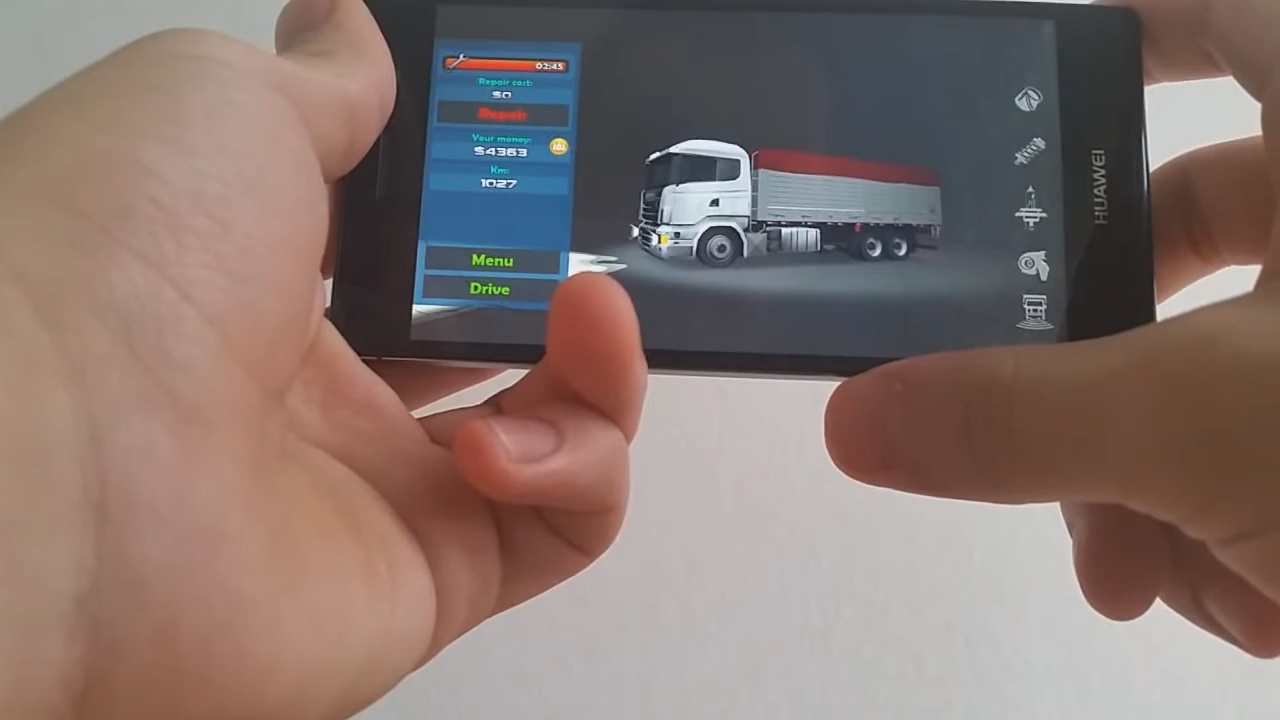 02:45
Repair cost:
$0
Repair
Your money:
$4363
Km:
1027
Menu
Drive
HUAWEI